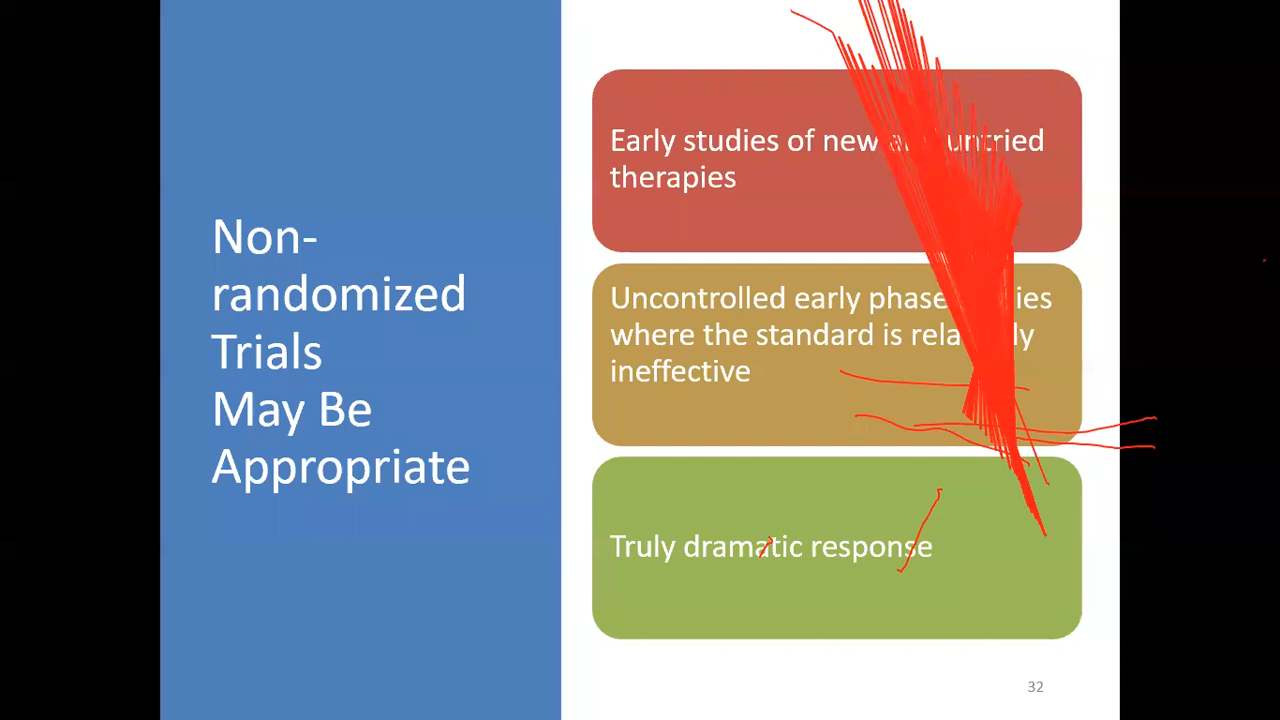 Non-
randomized
Trials
May Be
Appropriate
Early studies of new untried
therapies
Uncontrolled early phase
where the standard is
ineffective
Truly dramatic response
32